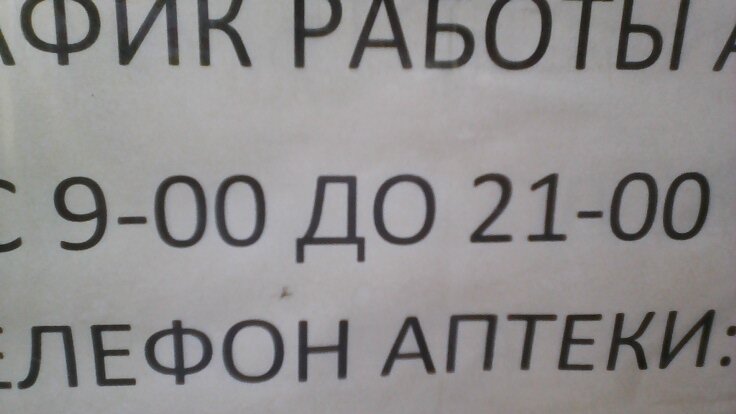 АФИК РАБОТЫ А
С 9-00 ДО 21-00
ЕЛЕФОН АПТЕКИ: